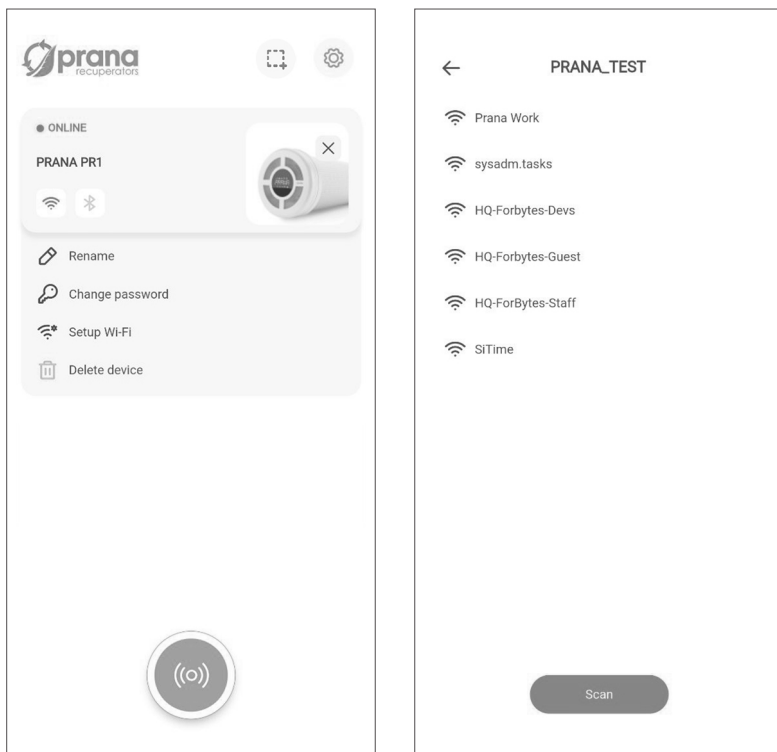 prana
recuperators
ONLINE
PRANA PR1
Rename
Change password
Setup Wi-Fi
Delete device
PRANA_TEST
Prana Work
sysadm.tasks
HQ-Forbytes-Devs
HQ-Forbytes-Guest
HQ-ForBytes-Staff
SiTime
Scan